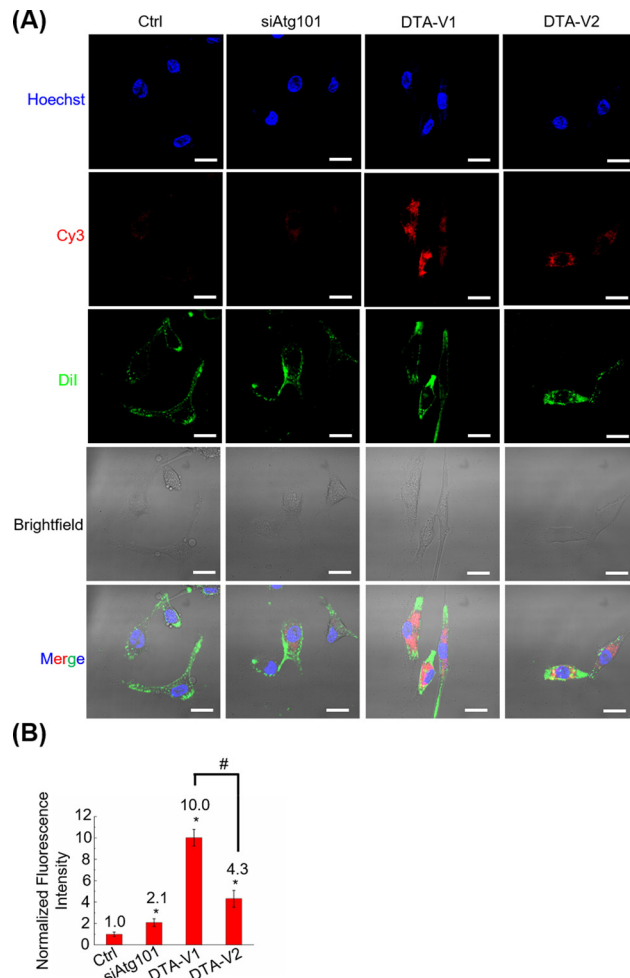 (A)
Ctrl siAtg101 DTA-V1 DTA-V2
Hoechst
Cy3
DiI
Brightfield
Merge
(B)
#
10.0
*
4.3
*
2.1
*
1.0
Normalized Fluorescence
Intensity
12
10
8
6
4
2
0
Ctrl siAtg101 DTA-V1 DTA-V2